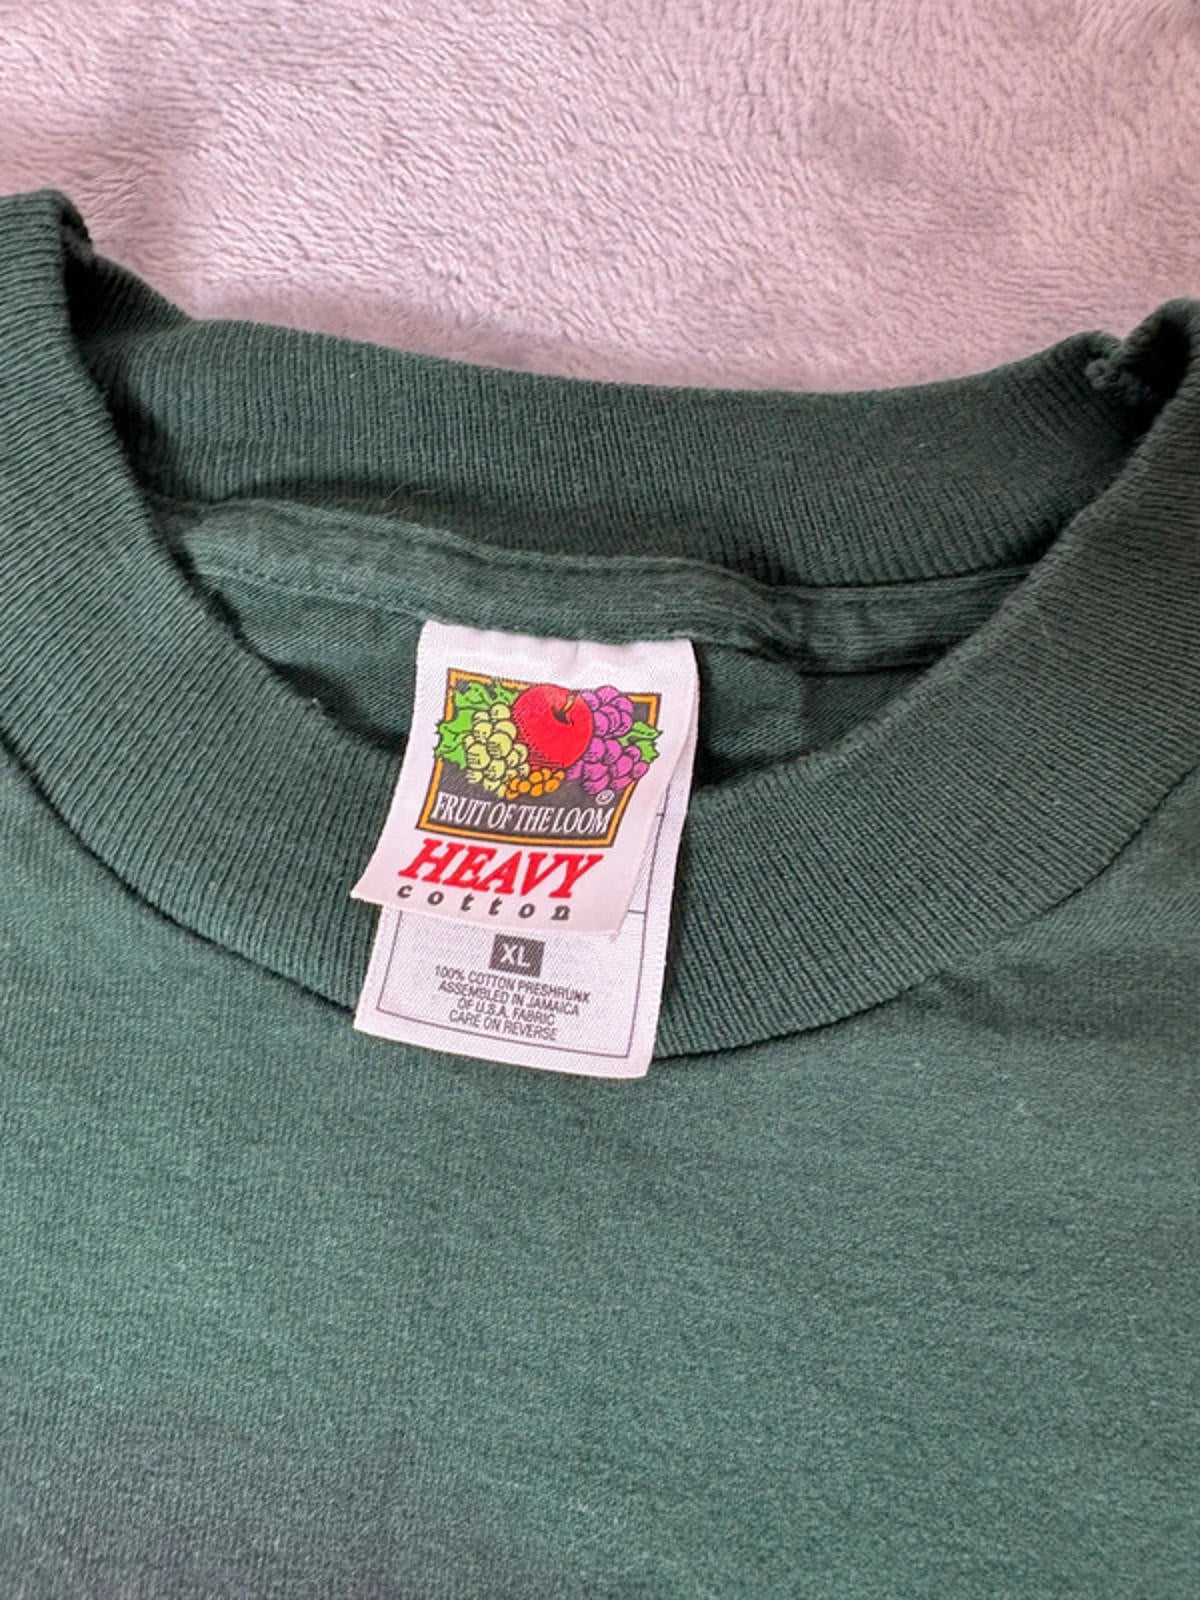 FRUIT OF THE LOOM®
HEAVY
cotton
XL
100% COTTON PRESHRUNK
ASSEMBLED IN JAMAICA
OF U.S.A. FABRIC
CARE ON REVERSE